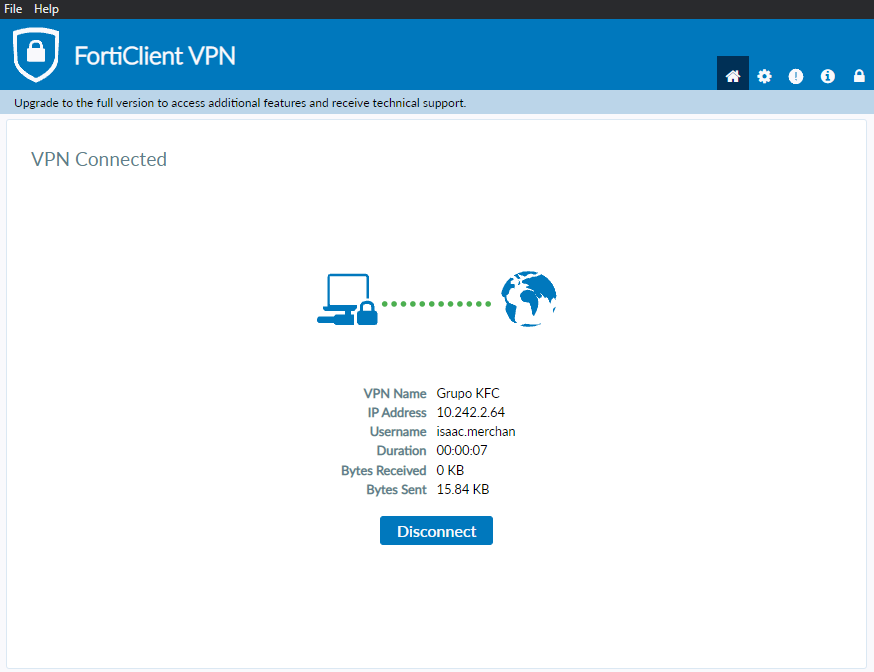 File Help
FortiClient VPN
Upgrade to the full version to access additional features and receive technical support.
VPN Connected
VPN Name Grupo KFC
IP Address 10.242.2.64
Username isaac.merchan
Duration 00:00:07
Bytes Received 0 KB
Bytes Sent 15.84 KB
Disconnect